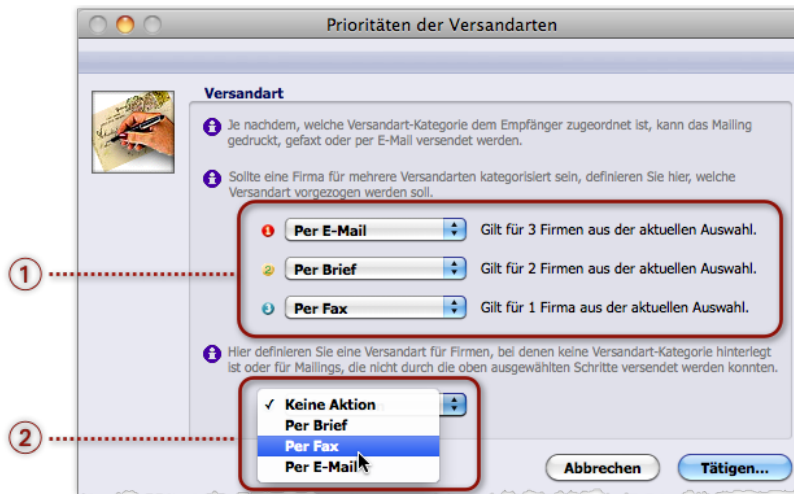 Prioritäten der Versandarten
Versandart
Je nachdem, welche Versandart-Kategorie dem Empfänger zugeordnet ist, kann das Mailing
gedruckt, gefaxt oder per E-Mail versendet werden.
Sollte eine Firma für mehrere Versandarten kategorisiert sein, definieren Sie hier, welche
Versandart vorgezogen werden soll.
1 Per E-Mail Gilt für 3 Firmen aus der aktuellen Auswahl.
1
2 Per Brief Gilt für 2 Firmen aus der aktuellen Auswahl.
3 Per Fax Gilt für 1 Firma aus der aktuellen Auswahl.
Hier definieren Sie eine Versandart für Firmen, bei denen keine Versandart-Kategorie hinterlegt
ist oder für Mailings, die nicht durch die oben ausgewählten Schritte versendet werden konnten.
✓ Keine Aktion
Per Brief
2
Per Fax
Per E-Mail
Abbrechen Tätigen...